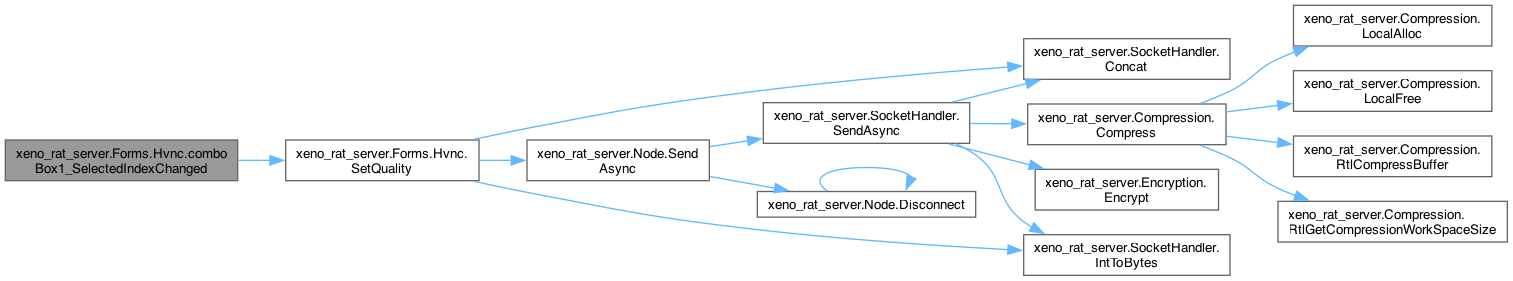 xeno_rat_server.Forms.Hvnc.combo
Box1_SelectedIndexChanged
xeno_rat_server.Forms.Hvnc.
SetQuality
xeno_rat_server.SocketHandler.
Concat
xeno_rat_server.Node.Send
Async
xeno_rat_server.SocketHandler.
SendAsync
xeno_rat_server.Node.Disconnect
xeno_rat_server.Compression.
Compress
xeno_rat_server.Encryption.
Encrypt
xeno_rat_server.SocketHandler.
IntToBytes
xeno_rat_server.Compression.
LocalAlloc
xeno_rat_server.Compression.
LocalFree
xeno_rat_server.Compression.
RtlCompressBuffer
xeno_rat_server.Compression.
RtlGetCompressionWorkSpaceSize